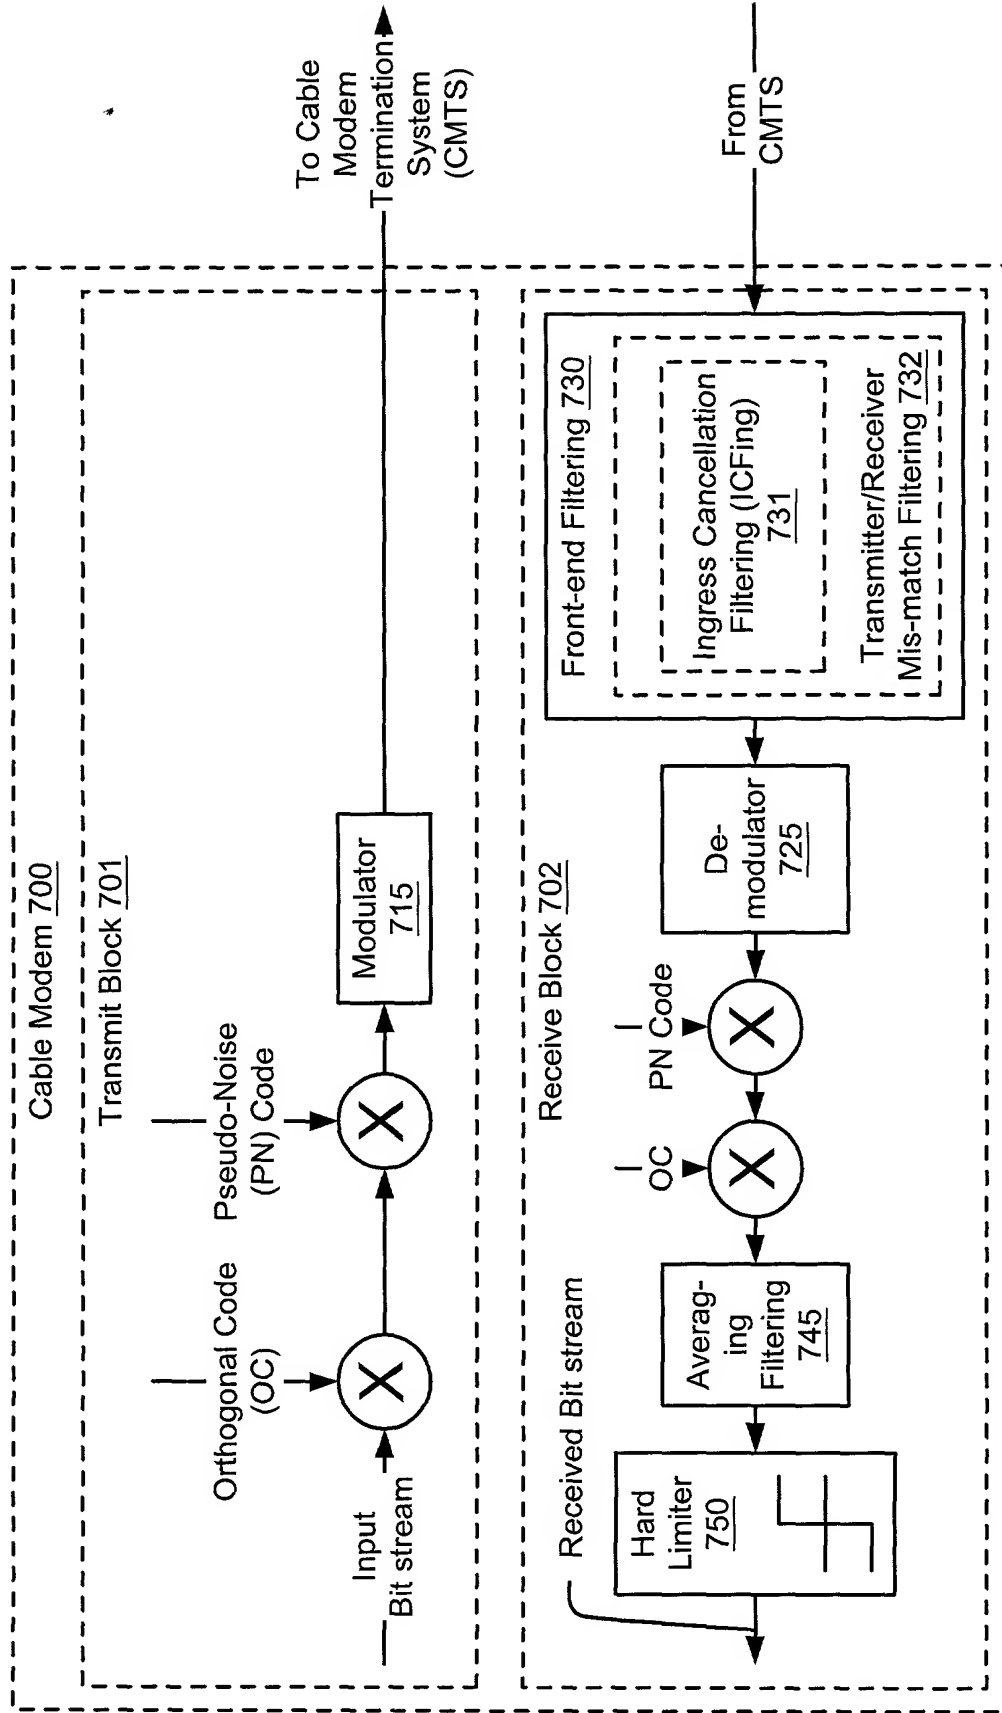 Cable Modem 700
Transmit Block 701
Orthogonal Code
(OC)
Pseudo-Noise
(PN) Code
Input
Bit stream
X
X
Modulator
715
To Cable
Modem
Termination
System
(CMTS)
Receive Block 702
Received Bit stream
Hard
Limiter
750
Averag-
ing
Filtering
745
OC
X
PN Code
X
De-
modulator
725
Front-end Filtering 730
Ingress Cancellation
Filtering (ICFing)
731
Transmitter/Receiver
Mis-match Filtering 732
From
CMTS